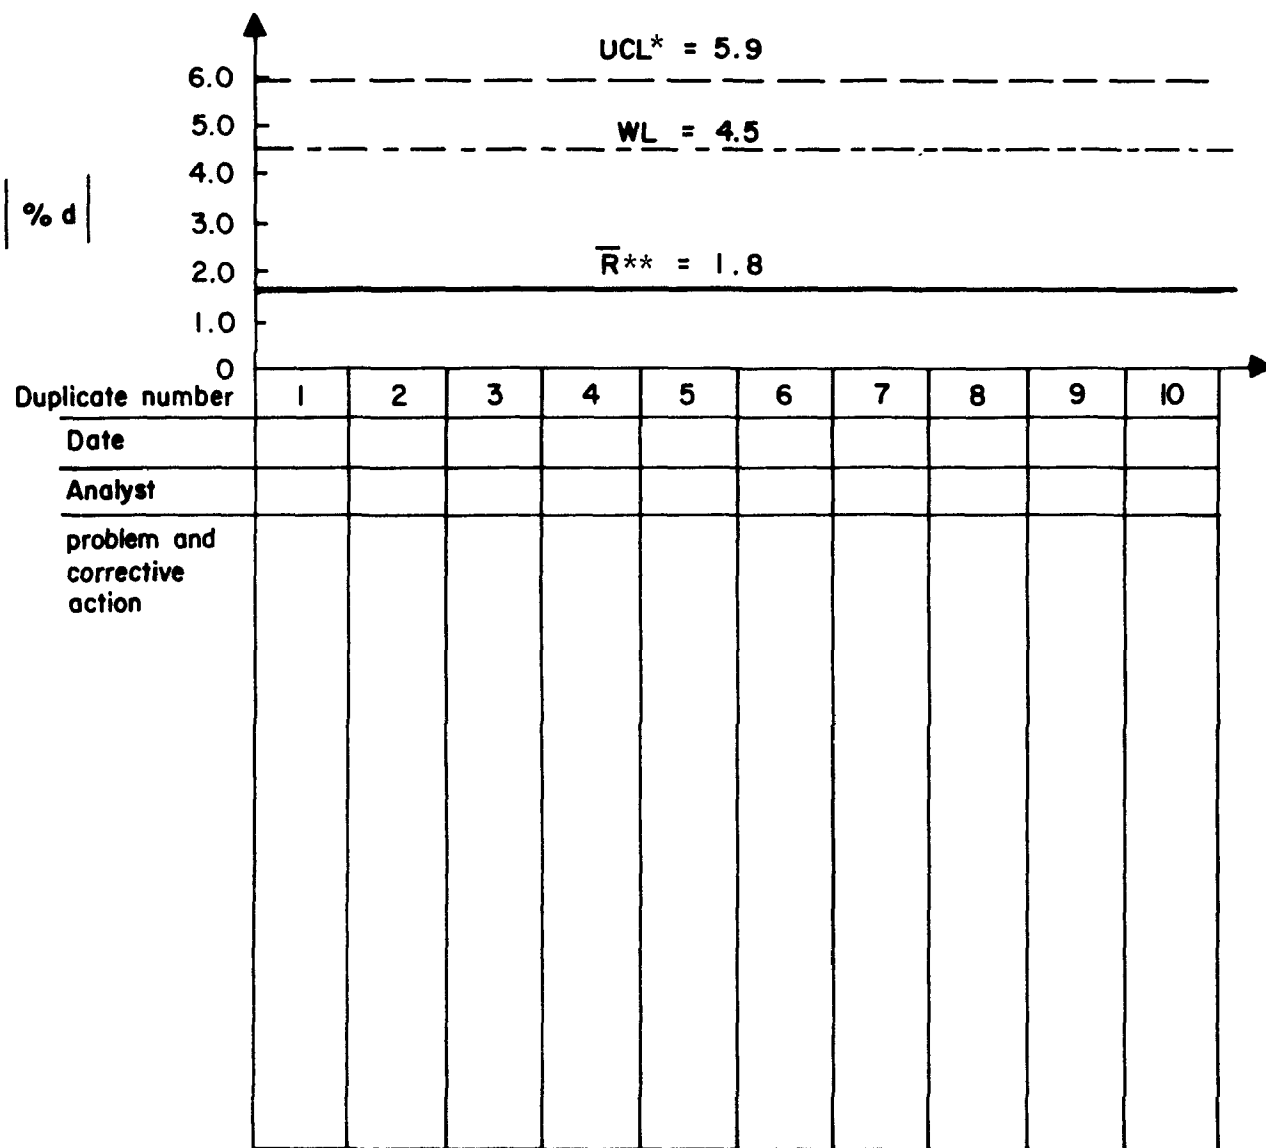 UCL* = 5.9
6.0
5.0
WL = 4.5
4.0
| % d |
3.0
R̅** = 1.8
2.0
1.0
0
Duplicate number 1 2 3 4 5 6 7 8 9 10
Date
Analyst
problem and
corrective
action